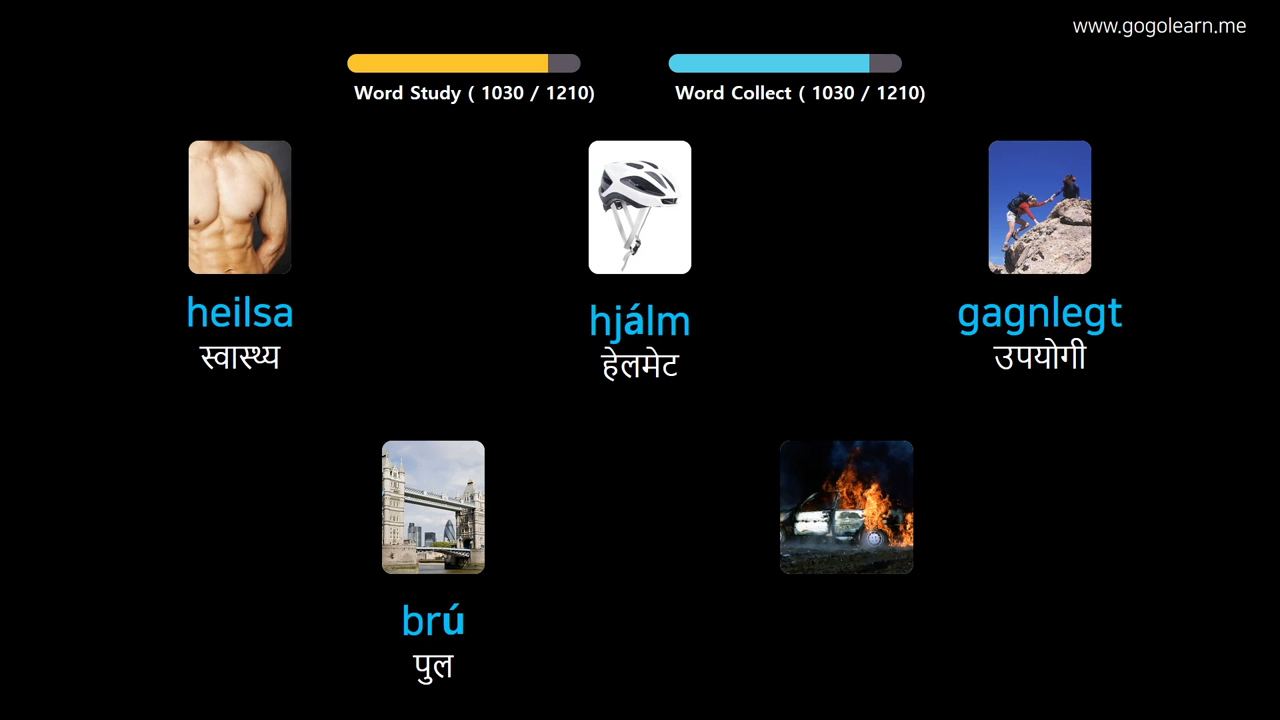 www.gogolearn.me
Word Study ( 1030 / 1210)
Word Collect ( 1030 / 1210)
heilsa
स्वास्थ्य
hjálm
हेलमेट
gagnlegt
उपयोगी
brú
पुल